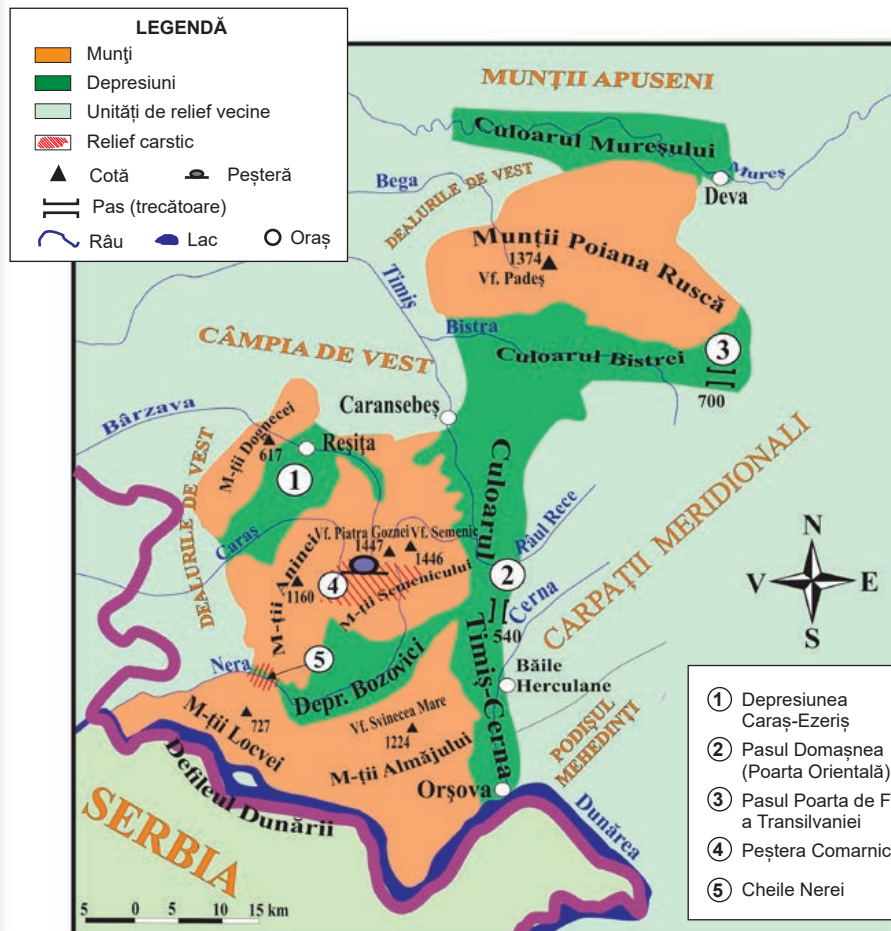 LEGENDĂ
Munţi
Depresiuni
Unităţi de relief vecine
Relief carstic
Cotă
Peşteră
Pas (trecătoare)
Râu
Lac
Oraş
MUNŢII APUSENI
Culoarul Mureşului
Mureş
Deva
Bega
DEALURILE DE VEST
Munţii Poiana Ruscă
1374
Vf. Padeş
Timiş
Bistra
Culoarul Bistrei
3
700
CÂMPIA DE VEST
Caransebeş
Bârzava
M-ţii Dognecei
617
Reşiţa
1
DEALURILE DE VEST
Caraş
Culoarul
Timiş-Cerna
Râul Rece
CARPAŢII MERIDIONALI
Vf. Piatra Goznei
Vf. Semenic
1447
1446
M-ţii Aninei
1160
4
M-ţii Semenicului
2
Cerna
540
N
V
E
S
Nera
5
Depr. Bozovici
Băile
Herculane
M-ţii Locvei
727
Vf. Svinecea Mare
1224
M-ţii Almăjului
PODIŞUL
MEHEDINŢI
Orşova
Defileul Dunării
Dunărea
SERBIA
5 0 5 10 15 km
1 Depresiunea
Caraş-Ezeriş
2 Pasul Domaşnea
(Poarta Orientală)
3 Pasul Poarta de F
a Transilvaniei
4 Peştera Comarnic
5 Cheile Nerei